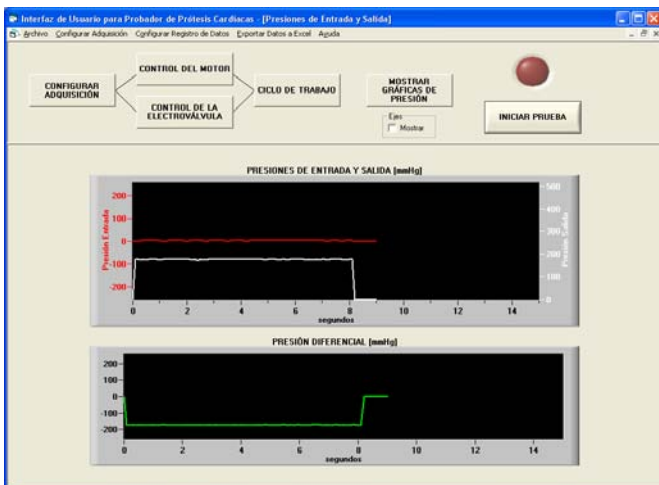 Interfaz de Usuario para Probador de Prótesis Cardíacas - [Presiones de Entrada y Salida]
Archivo Configurar Adquisición Configurar Registro de Datos Exportar Datos a Excel Ayuda
CONFIGURAR
ADQUISICIÓN
CONTROL DEL MOTOR
CONTROL DE LA
ELECTROVÁLVULA
CICLO DE TRABAJO
MOSTRAR
GRÁFICAS DE
PRESIÓN
Ejes
Mostrar
INICIAR PRUEBA
PRESIONES DE ENTRADA Y SALIDA [mmHg]
Presión Entrada
200
100
0
-100
-200
500
400
300
200
100
0
Presión Salida
0 2 4 6 8 10 12 14
segundos
PRESIÓN DIFERENCIAL [mmHg]
200
100
0
-100
-200
0 2 4 6 8 10 12 14
segundos